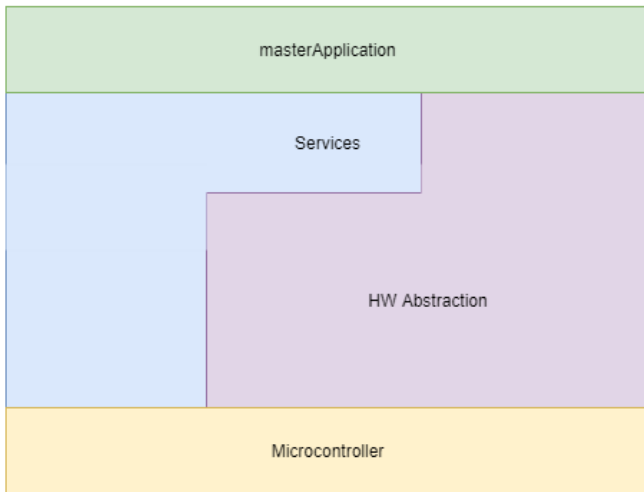 masterApplication
Services
HW Abstraction
Microcontroller